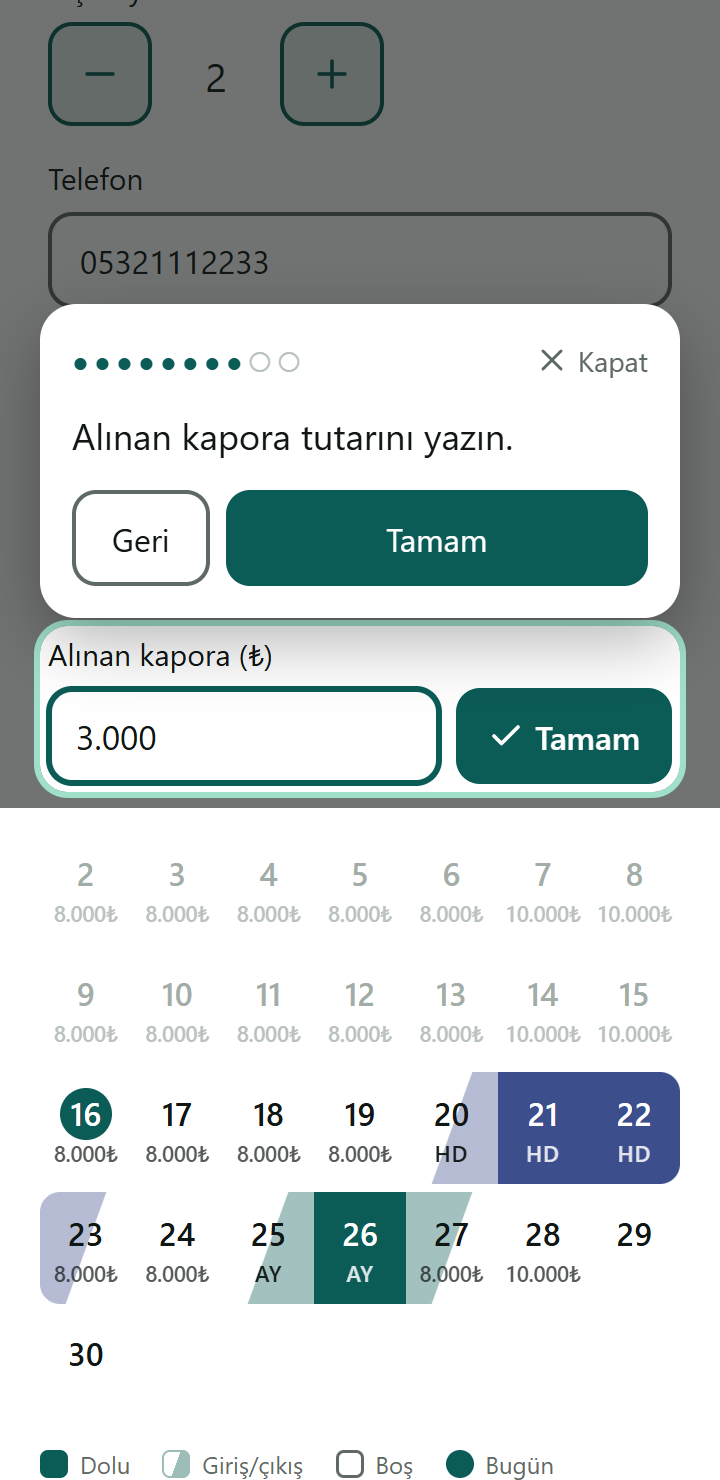 2
Telefon
05321112233
Kapat
Alınan kapora tutarını yazın.
Geri Tamam
Alınan kapora (₺)
3.000 Tamam
2 3 4 5 6 7 8
8.000₺ 8.000₺ 8.000₺ 8.000₺ 8.000₺ 10.000₺ 10.000₺
9 10 11 12 13 14 15
8.000₺ 8.000₺ 8.000₺ 8.000₺ 8.000₺ 10.000₺ 10.000₺
16 17 18 19 20 21 22
8.000₺ 8.000₺ 8.000₺ 8.000₺ HD HD HD
23 24 25 26 27 28 29
8.000₺ 8.000₺ AY AY 8.000₺ 10.000₺
30
Dolu Giriş/çıkış Boş Bugün